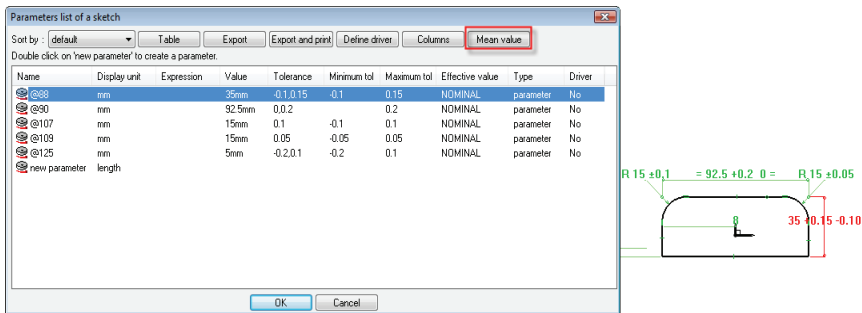 Parameters list of a sketch
Sort by : default Table Export Export and print Define driver Columns Mean value
Double click on 'new parameter' to create a parameter.
Name Display unit Expression Value Tolerance Minimum tol Maximum tol Effective value Type Driver
@88 mm 35mm -0.1,0.15 -0.1 0.15 NOMINAL parameter No
@90 mm 92.5mm 0,0.2 0.2 NOMINAL parameter No
@107 mm 15mm 0.1 -0.1 0.1 NOMINAL parameter No
@109 mm 15mm 0.05 -0.05 0.05 NOMINAL parameter No
@125 mm 5mm -0.2,0.1 -0.2 0.1 NOMINAL parameter No
new parameter length
R 15 ±0.1 = 92.5 +0.2 0 = R 15 ±0.05
8 35 +0.15 -0.10
OK Cancel